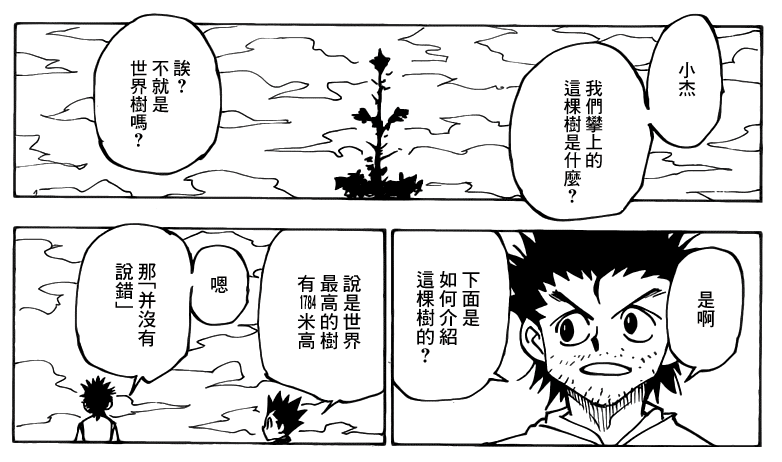 小杰
我們攀上的
這棵樹是什麼？
誒？
不就是
世界樹嗎？
是啊
下面是
如何介紹
這棵樹的？
說是世界
最高的樹
有1784米高
嗯
那「并沒有
說錯」